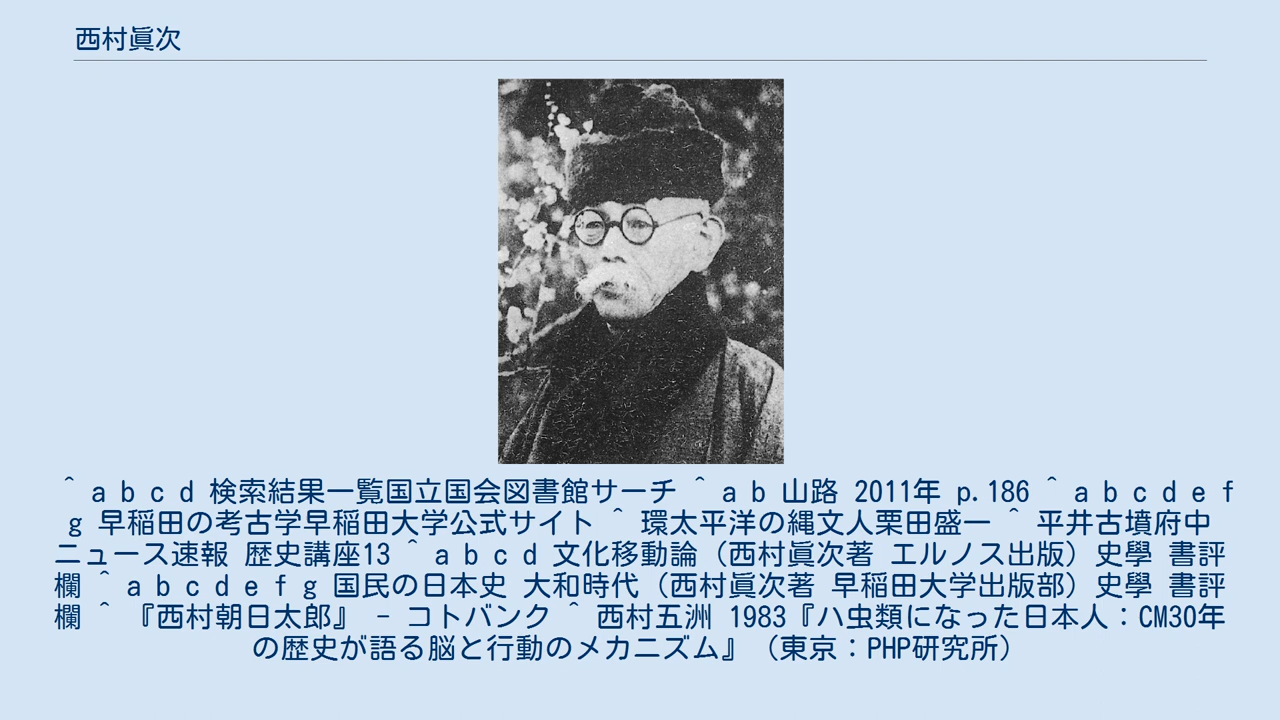 西村眞次
^ a b c d 検索結果一覧国立国会図書館サーチ ^ a b 山路 2011年 p.186 ^ a b c d e f
g 早稲田の考古学早稲田大学公式サイト ^ 環太平洋の縄文人栗田盛一 ^ 平井古墳府中
ニュース速報 歴史講座13 ^ a b c d 文化移動論（西村眞次著 エルノス出版）史學 書評
欄 ^ a b c d e f g 国民の日本史 大和時代（西村眞次著 早稲田大学出版部）史學 書評
欄 ^ 『西村朝日太郎』 - コトバンク ^ 西村五洲 1983『ハ虫類になった日本人：CM30年
の歴史が語る脳と行動のメカニズム』（東京：PHP研究所）